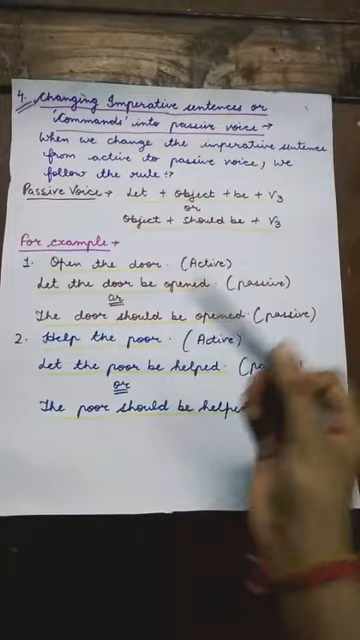 4. Changing Imperative sentences or
'Commands' into passive voice →
When we change the imperative sentence
from active to passive voice, we
follow the rule :→
Passive Voice → Let + Object + be + V3
or
Object + should be + V3
For example →
1. Open the door. (Active)
Let the door be opened. (passive)
or
The door should be opened. (passive)
2. Help the poor. (Active)
Let the poor be helped.
or
The poor should be